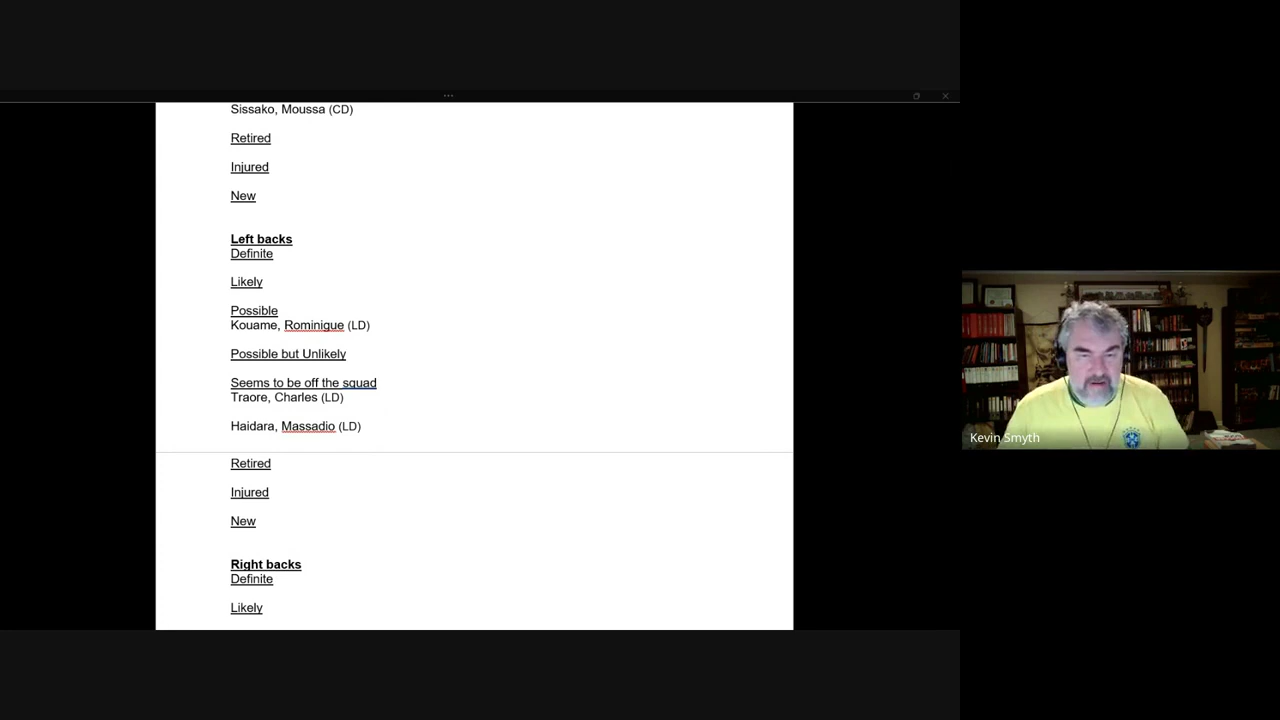 Sissako, Moussa (CD)
Retired
Injured
New
Left backs
Definite
Likely
Possible
Kouame, Rominigue (LD)
Possible but Unlikely
Seems to be off the squad
Traore, Charles (LD)
Haidara, Massadio (LD)
Retired
Injured
New
Right backs
Definite
Likely
Kevin Smyth